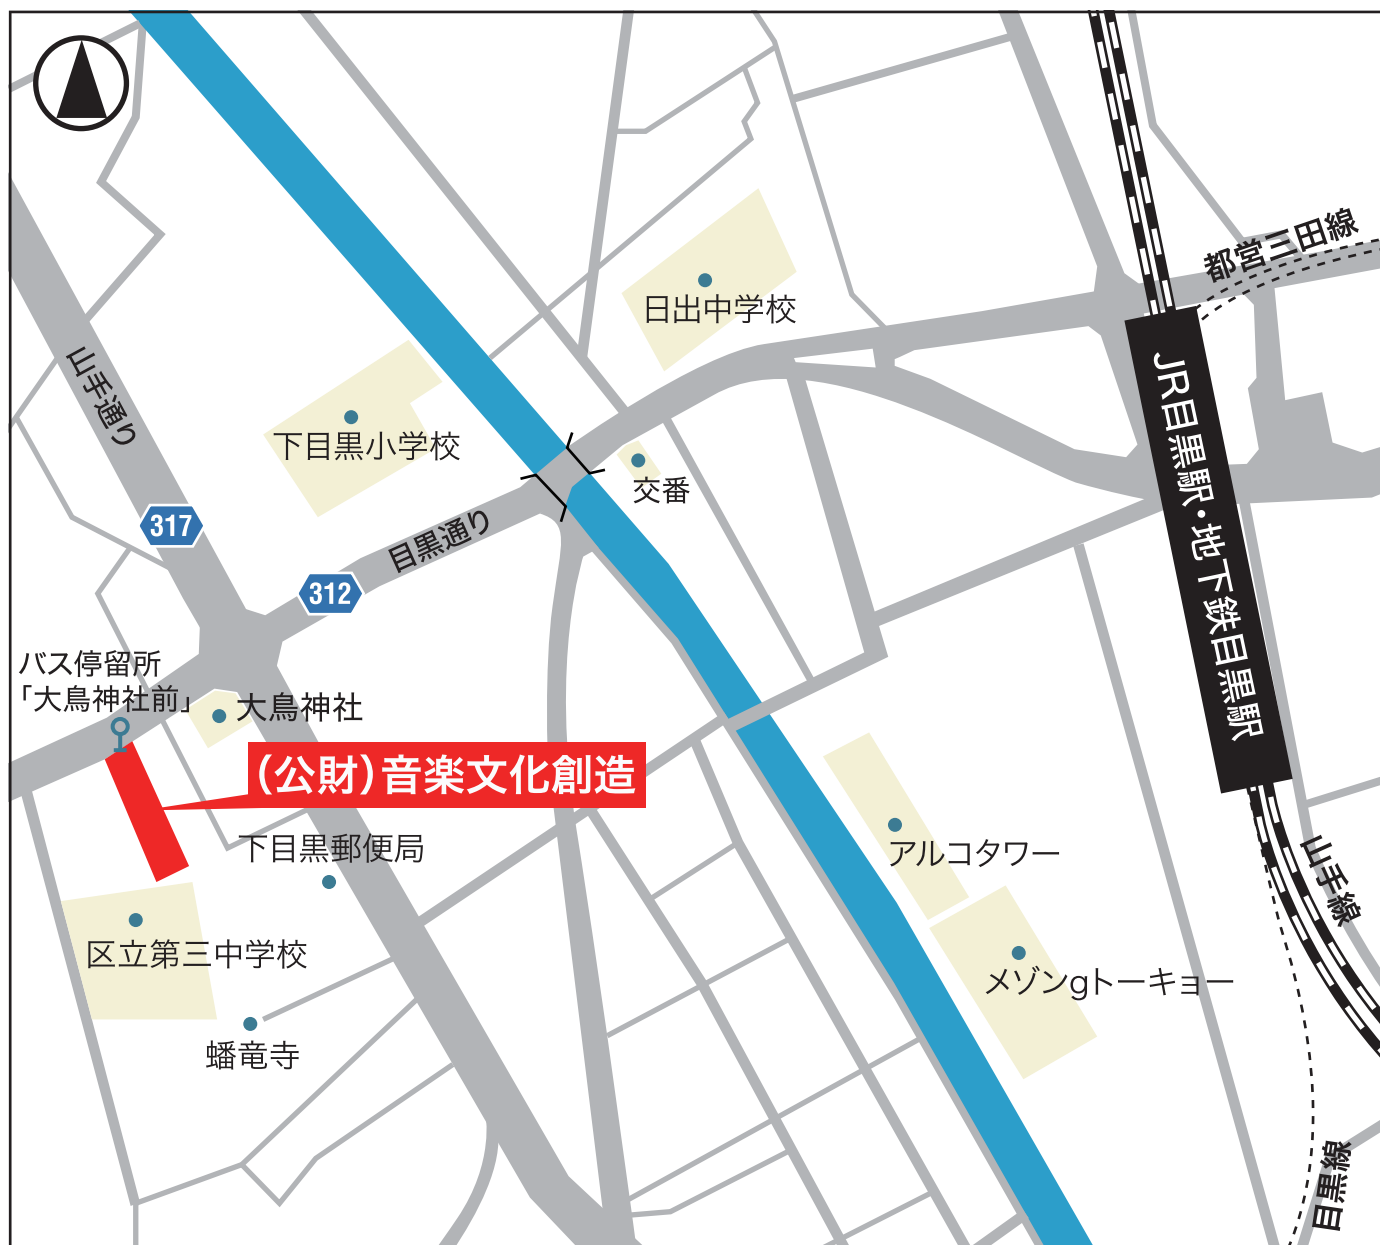 都営三田線
日出中学校
山手通り
JR目黒駅・地下鉄目黒駅
下目黒小学校
交番
317
目黒通り
312
バス停留所
「大鳥神社前」
大鳥神社
（公財）音楽文化創造
下目黒郵便局
アルコタワー
山手線
区立第三中学校
メゾンgトーキョー
蟠竜寺
目黒線